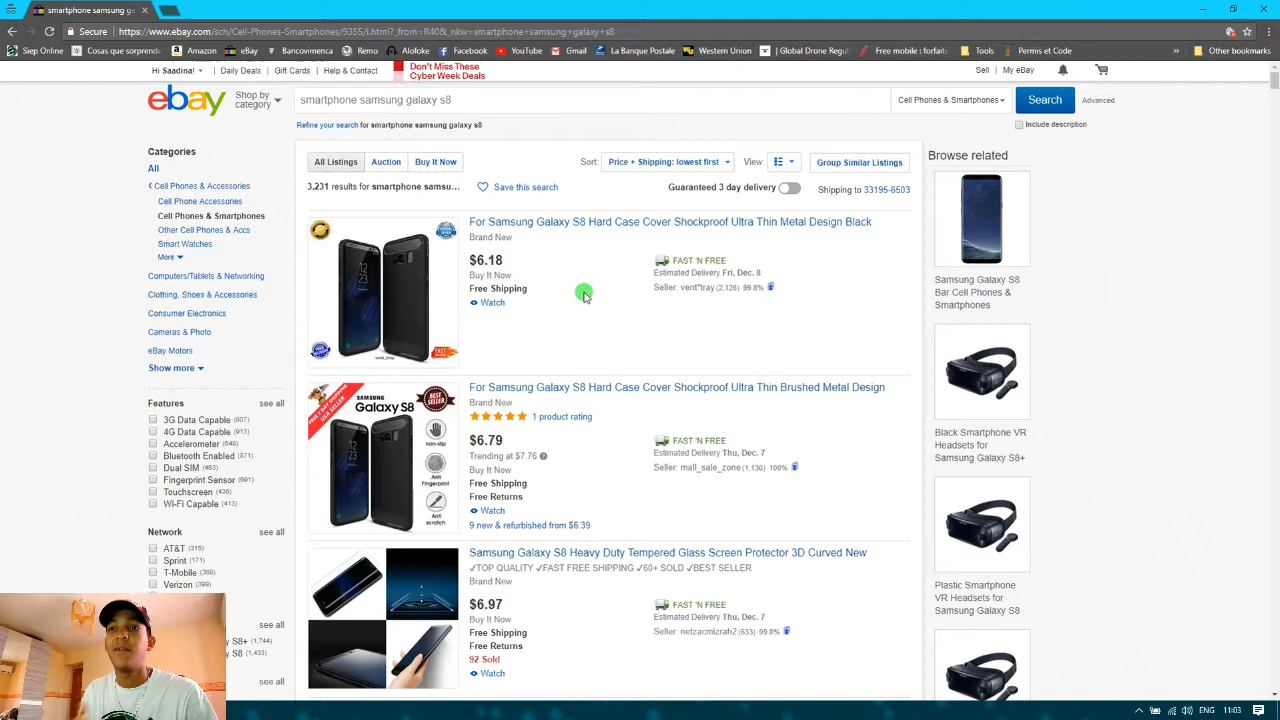 smartphone samsung ga
Secure https://www.ebay.com/sch/Cell-Phones-Smartphones/9355/i.html?_from=R40&_nkw=smartphone+samsung+galaxy+s8
Siep Online Cosas que sorprend Amazon eBay Bancovimerca Romo La Banque Postale Western Union Global Drone Regul Free mobile : forfaits Tools Permis et Code » Other bookmarks
Hi Saadina! Daily Deals Gift Cards Help & Contact Don't Miss These Cyber Week Deals Sell My eBay
ebay Shop by category smartphone samsung galaxy s8 Cell Phones & Smartphones Search Advanced
Refine your search for smartphone samsung galaxy s8 Include description
Categories
All
Cell Phones & Accessories
Cell Phone Accessories
Cell Phones & Smartphones
Other Cell Phones & Accs
Smart Watches
More
Computers/Tablets & Networking
Clothing, Shoes & Accessories
Consumer Electronics
Cameras & Photo
eBay Motors
Show more
Features see all
3G Data Capable (807)
4G Data Capable (913)
Accelerometer (648)
Bluetooth Enabled (871)
Dual SIM (463)
Fingerprint Sensor (691)
Touchscreen (436)
Wi-Fi Capable (413)
Network see all
AT&T (315)
Sprint (171)
T-Mobile (368)
Verizon (399)
see all
S8+ (1,744)
S8 (1,433)
see all
All Listings Auction Buy It Now Sort: Price + Shipping: lowest first View: Group Similar Listings
3,231 results for smartphone samsu... Save this search Guaranteed 3 day delivery Shipping to 33195-6503
For Samsung Galaxy S8 Hard Case Cover Shockproof Ultra Thin Metal Design Black
Brand New
$6.18
Buy It Now
Free Shipping
Watch
FAST 'N FREE
Estimated Delivery Fri, Dec. 8
Seller: vent*tray (2,126) 99.8%
vent_tray
For Samsung Galaxy S8 Hard Case Cover Shockproof Ultra Thin Brushed Metal Design
Brand New
1 product rating
$6.79
Trending at $7.76
Buy It Now
Free Shipping
Free Returns
Watch
9 new & refurbished from $6.39
FAST 'N FREE
Estimated Delivery Thu, Dec. 7
Seller: mall_sale_zone (1,136) 100%
SAMSUNG
Galaxy S8
BEST SELLER
non-slip
Anti Fingerprint
Anti scratch
Samsung Galaxy S8 Heavy Duty Tempered Glass Screen Protector 3D Curved New
✓TOP QUALITY ✓FAST FREE SHIPPING ✓60+ SOLD ✓BEST SELLER
Brand New
$6.97
Buy It Now
Free Shipping
Free Returns
92 Sold
Watch
FAST 'N FREE
Estimated Delivery Thu, Dec. 7
Seller: netzacmizrah2 (633) 99.8%
Browse related
Samsung Galaxy S8
Bar Cell Phones &
Smartphones
Black Smartphone VR
Headsets for
Samsung Galaxy S8+
Plastic Smartphone
VR Headsets for
Samsung Galaxy S8
ENG 11:03